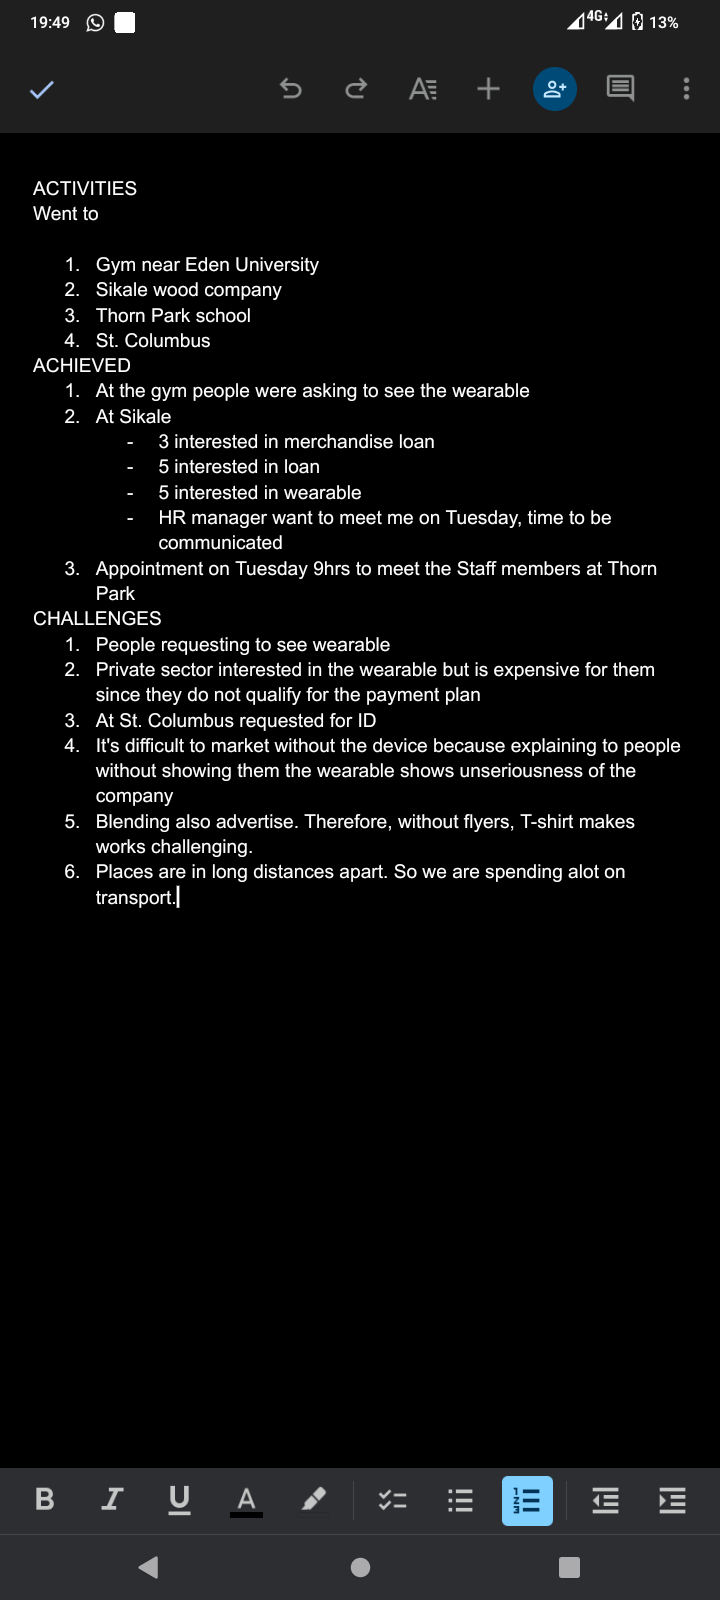 19:49
4G
13%
ACTIVITIES
Went to
1. Gym near Eden University
2. Sikale wood company
3. Thorn Park school
4. St. Columbus
ACHIEVED
1. At the gym people were asking to see the wearable
2. At Sikale
- 3 interested in merchandise loan
- 5 interested in loan
- 5 interested in wearable
- HR manager want to meet me on Tuesday, time to be
communicated
3. Appointment on Tuesday 9hrs to meet the Staff members at Thorn
Park
CHALLENGES
1. People requesting to see wearable
2. Private sector interested in the wearable but is expensive for them
since they do not qualify for the payment plan
3. At St. Columbus requested for ID
4. It's difficult to market without the device because explaining to people
without showing them the wearable shows unseriousness of the
company
5. Blending also advertise. Therefore, without flyers, T-shirt makes
works challenging.
6. Places are in long distances apart. So we are spending alot on
transport.
B I U A